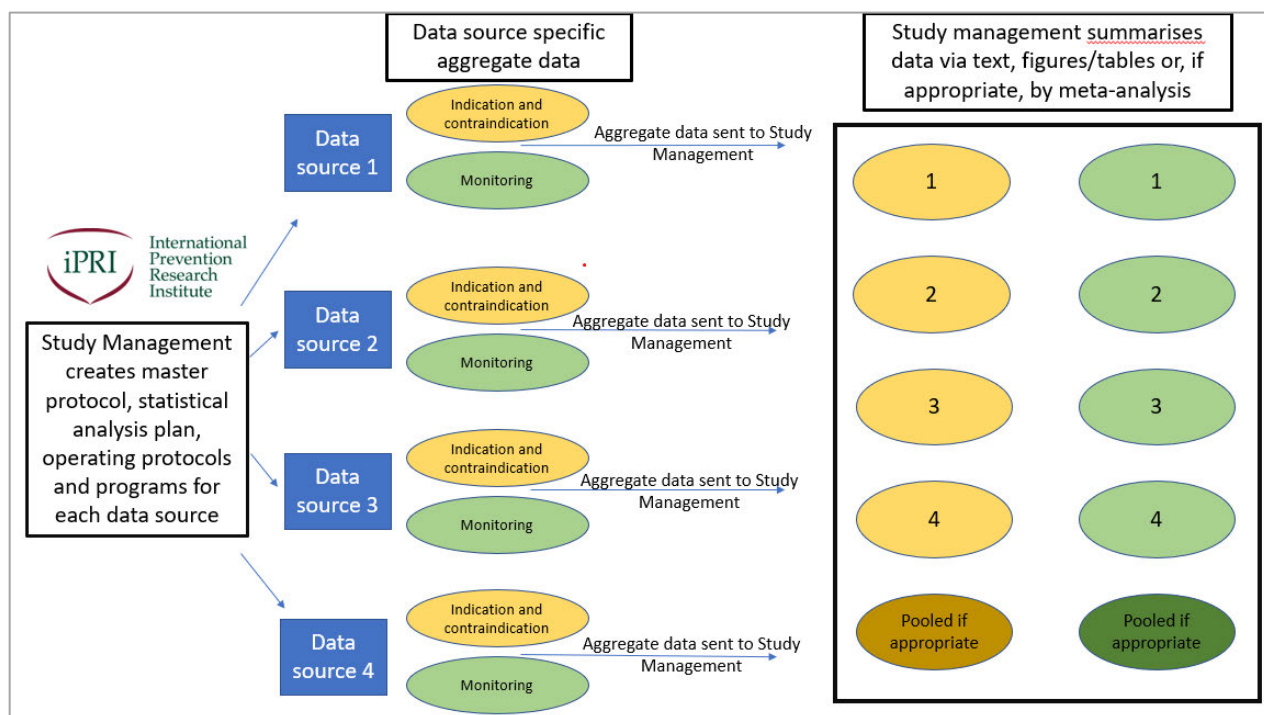 Data source specific
aggregate data
Study management summarises
data via text, figures/tables or, if
appropriate, by meta-analysis
iPRI
International
Prevention
Research
Institute
Study Management
creates master
protocol, statistical
analysis plan,
operating protocols
and programs for
each data source
Data
source 1
Indication and
contraindication
Monitoring
Aggregate data sent to Study
Management
Data
source 2
Indication and
contraindication
Monitoring
Aggregate data sent to Study
Management
Data
source 3
Indication and
contraindication
Monitoring
Aggregate data sent to Study
Management
Data
source 4
Indication and
contraindication
Monitoring
Aggregate data sent to Study
Management
1
1
2
2
3
3
4
4
Pooled if
appropriate
Pooled if
appropriate